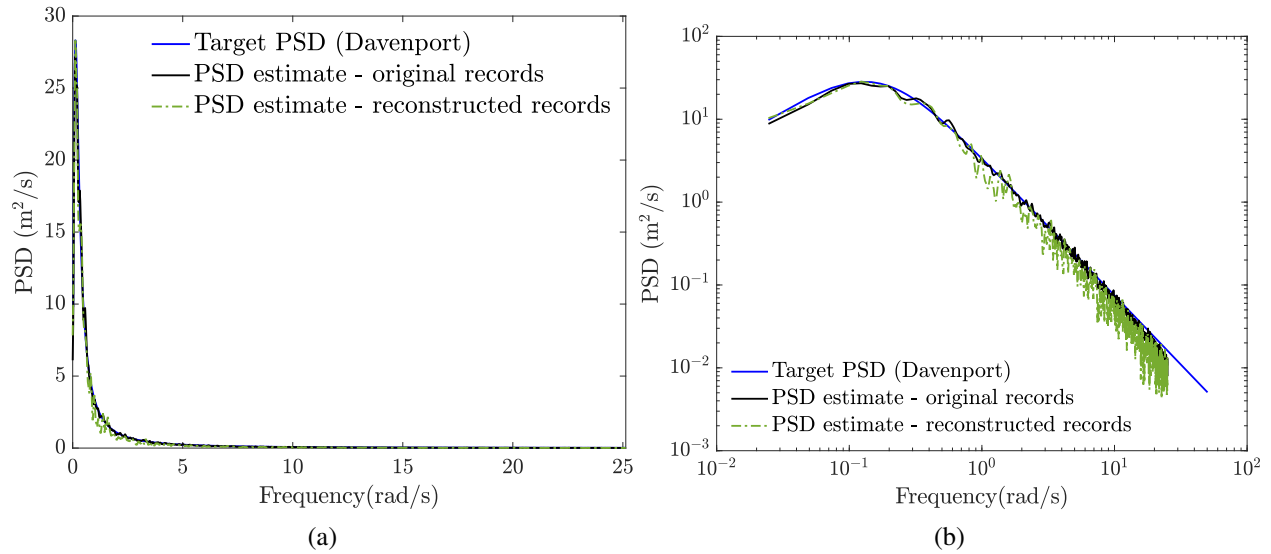 30
25
20
15
10
5
0
PSD (m²/s)
Target PSD (Davenport)
PSD estimate - original records
PSD estimate - reconstructed records
0 5 10 15 20 25
Frequency(rad/s)
(a)
10²
10¹
10⁰
10⁻¹
10⁻²
10⁻³
PSD (m²/s)
Target PSD (Davenport)
PSD estimate - original records
PSD estimate - reconstructed records
10⁻² 10⁻¹ 10⁰ 10¹ 10²
Frequency(rad/s)
(b)